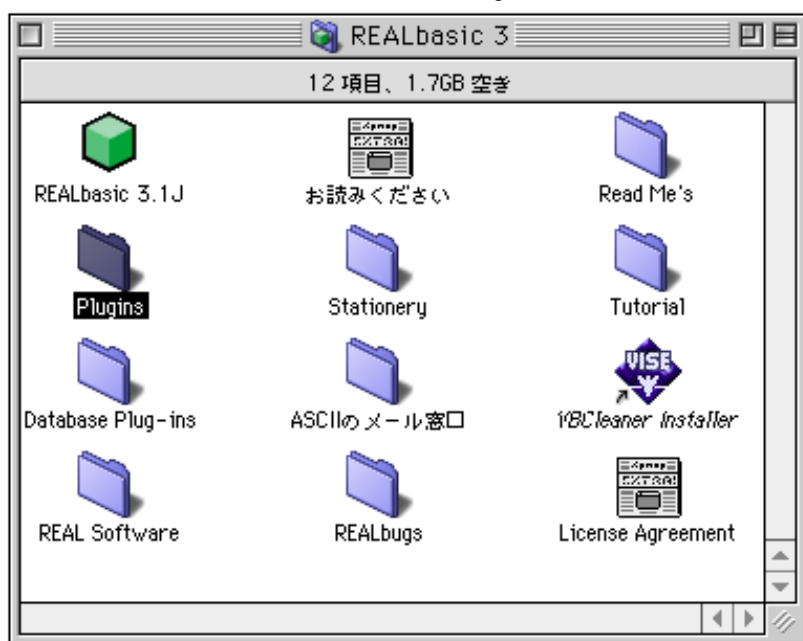 REALbasic 3
12 項目、1.7GB 空き
REALbasic 3.1J
お読みください
Read Me's
Plugins
Stationery
Tutorial
Database Plug-ins
ASCIIのメール窓口
VISE
VBCleaner Installer
REAL Software
REALbugs
License Agreement